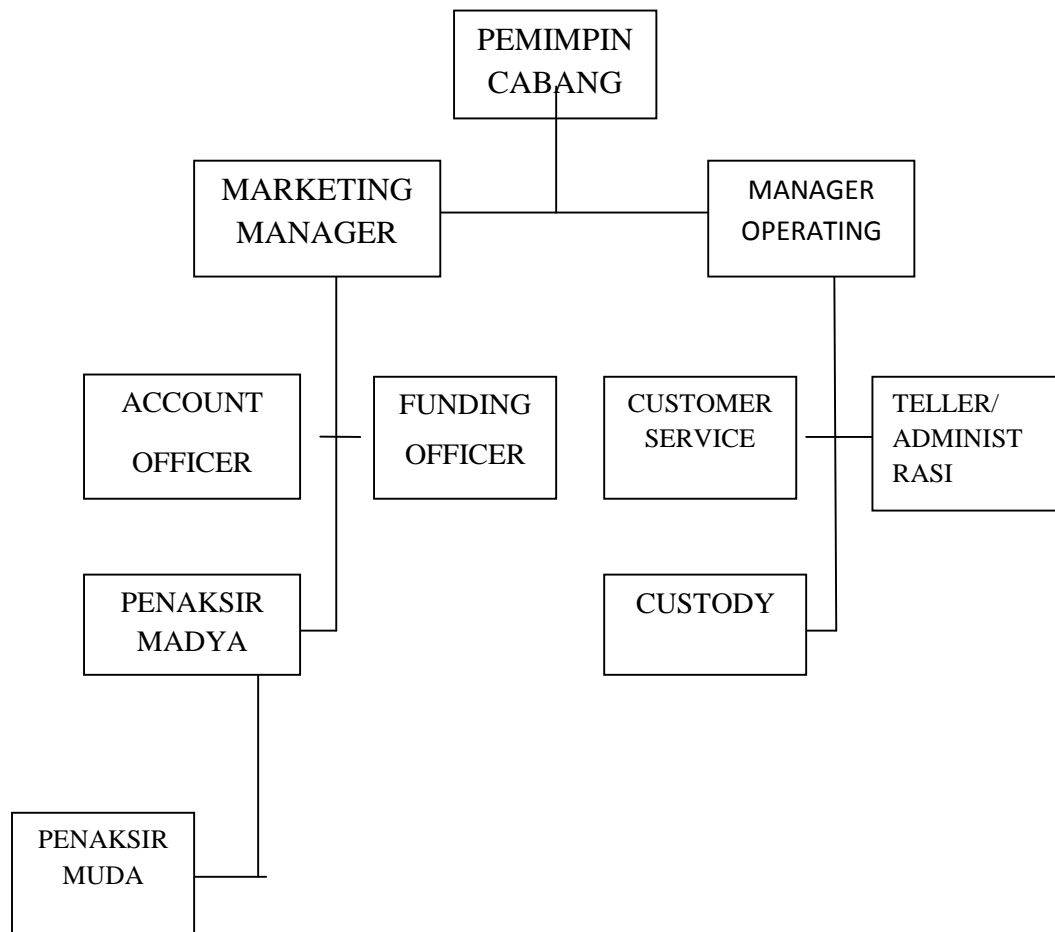 PEMIMPIN
CABANG
MARKETING
MANAGER
MANAGER
OPERATING
ACCOUNT
OFFICER
FUNDING
OFFICER
CUSTOMER
SERVICE
TELLER/
ADMINIST
RASI
PENAKSIR
MADYA
CUSTODY
PENAKSIR
MUDA